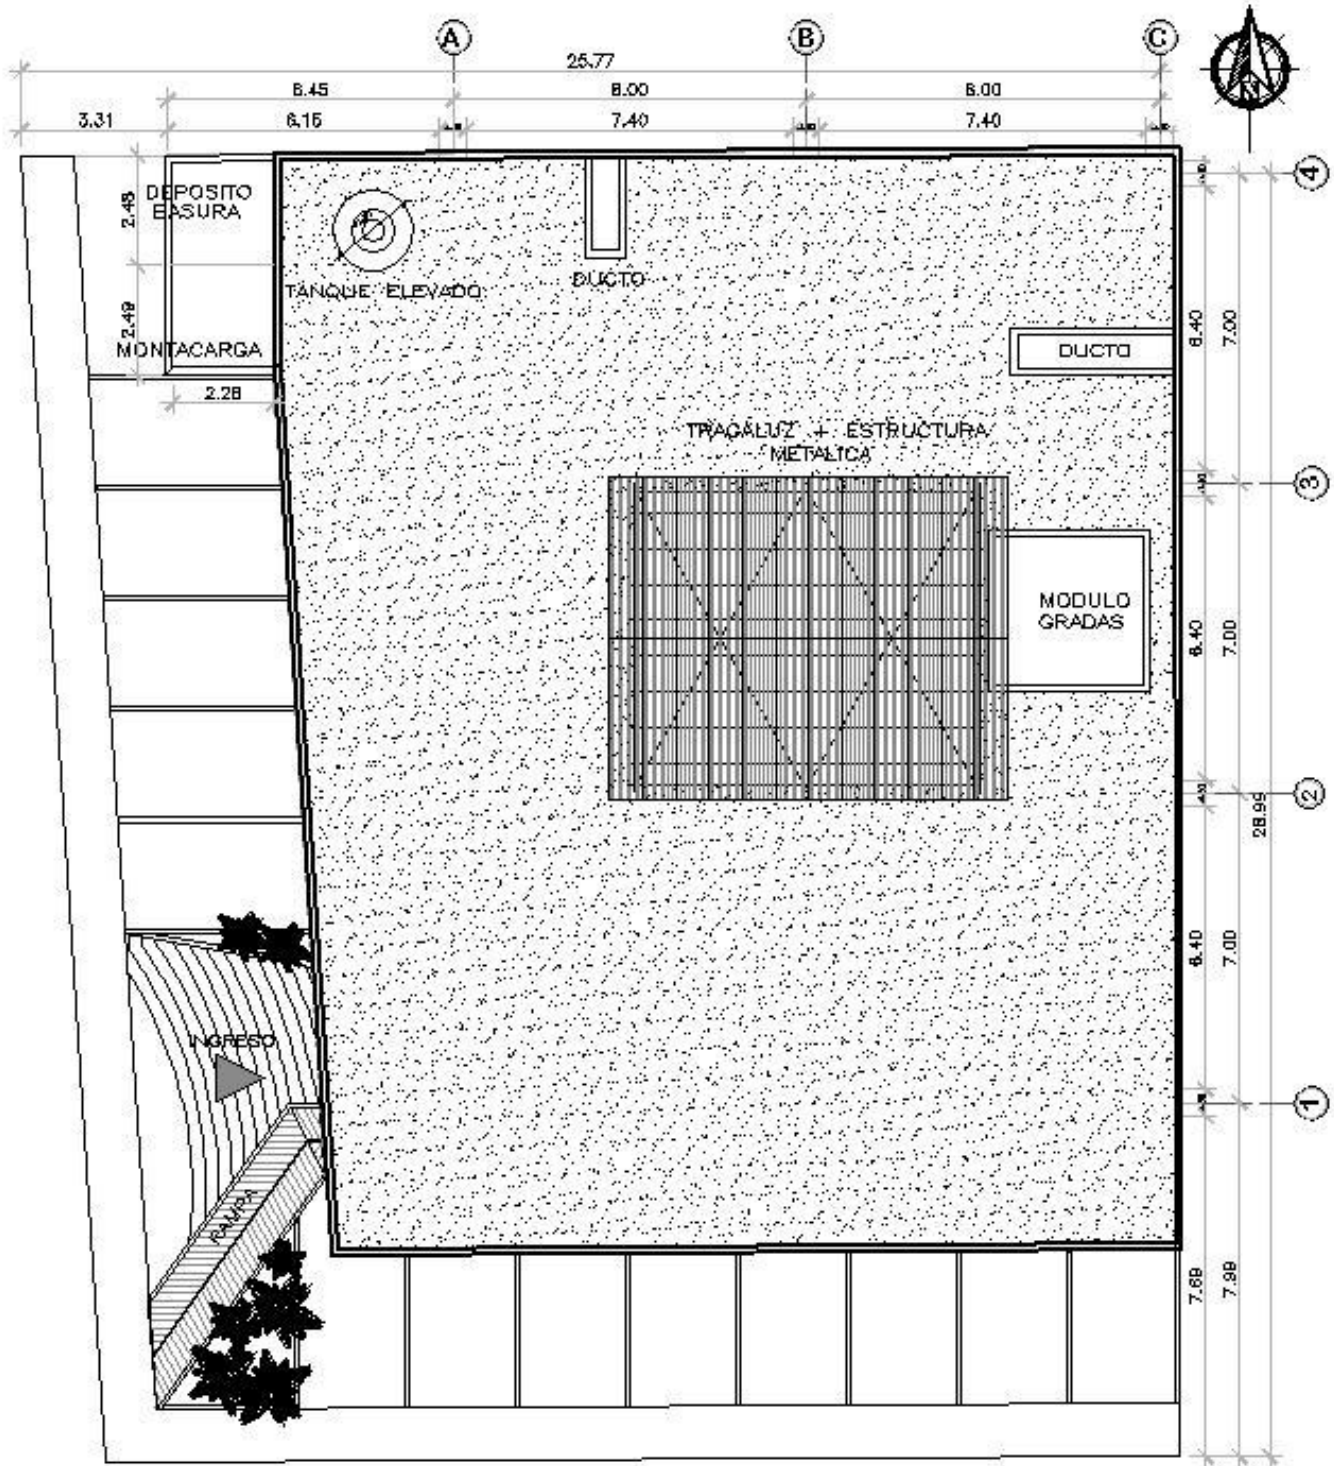 A
B
C
N
25.77
6.45
8.00
8.00
3.31
6.15
7.40
7.40
4
DEPOSITO
BASURA
2.48
TANQUE ELEVADO
DUCTO
6.40
7.00
2.49
MONTACARGA
DUCTO
2.28
TRAGALUZ + ESTRUCTURA
METALICA
3
MODULO
GRADAS
6.40
7.00
2
28.99
6.40
7.00
INGRESO
1
RAMPA
7.69
7.99